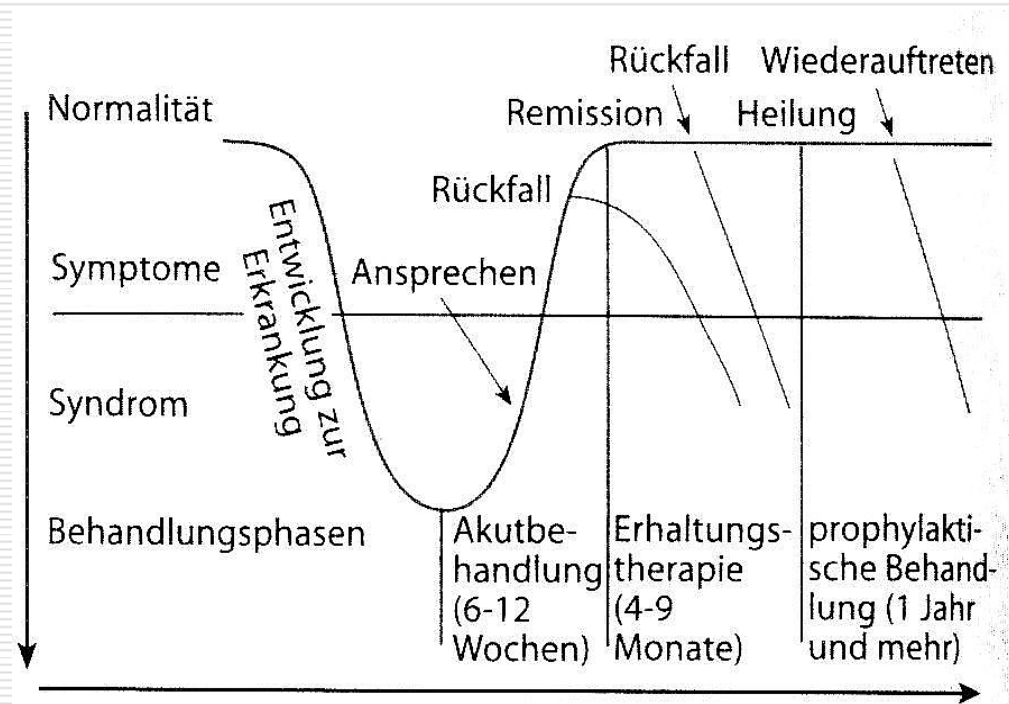 Rückfall Wiederauftreten
Normalität
Remission Heilung
Rückfall
Entwicklung zur
Erkrankung
Symptome
Ansprechen
Syndrom
Behandlungsphasen
Akutbe-
handlung
(6-12
Wochen)
Erhaltungs-
therapie
(4-9
Monate)
prophylakti-
sche Behand-
lung (1 Jahr
und mehr)